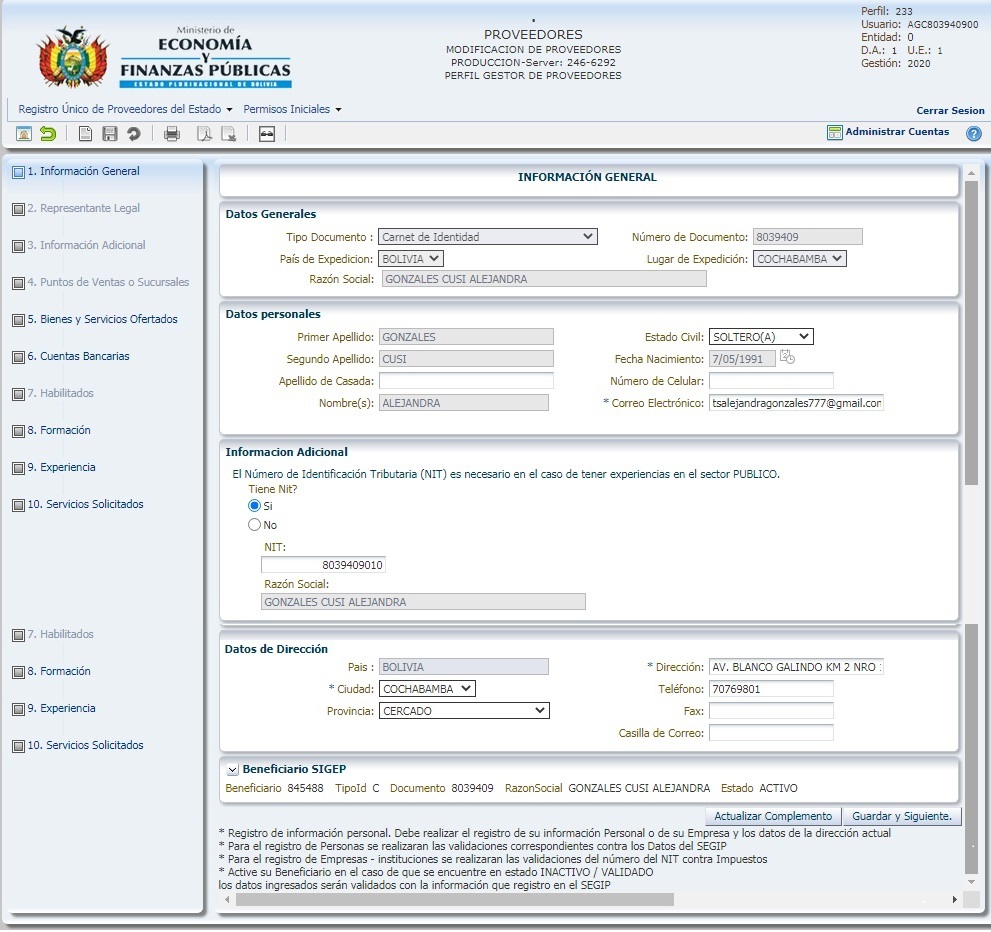 Ministerio de
ECONOMÍA
Y
FINANZAS PÚBLICAS
ESTADO PLURINACIONAL DE BOLIVIA
PROVEEDORES
MODIFICACION DE PROVEEDORES
PRODUCCION-Server: 246-6292
PERFIL GESTOR DE PROVEEDORES
Perfil: 233
Usuario: AGC803940900
Entidad: 0
D.A.: 1 U.E.: 1
Gestión: 2020
Registro Único de Proveedores del Estado Permisos Iniciales
Cerrar Sesion
Administrar Cuentas
1. Información General
2. Representante Legal
3. Información Adicional
4. Puntos de Ventas o Sucursales
5. Bienes y Servicios Ofertados
6. Cuentas Bancarias
7. Habilitados
8. Formación
9. Experiencia
10. Servicios Solicitados
7. Habilitados
8. Formación
9. Experiencia
10. Servicios Solicitados
INFORMACIÓN GENERAL
Datos Generales
Tipo Documento : Carnet de Identidad Número de Documento: 8039409
País de Expedicion: BOLIVIA Lugar de Expedición: COCHABAMBA
Razón Social: GONZALES CUSI ALEJANDRA
Datos personales
Primer Apellido: GONZALES Estado Civil: SOLTERO(A)
Segundo Apellido: CUSI Fecha Nacimiento: 7/05/1991
Apellido de Casada: Número de Celular:
Nombre(s): ALEJANDRA * Correo Electrónico: tsalejandragonzales777@gmail.com
Informacion Adicional
El Número de Identificación Tributaria (NIT) es necesario en el caso de tener experiencias en el sector PUBLICO.
Tiene Nit?
Si
No
NIT:
8039409010
Razón Social:
GONZALES CUSI ALEJANDRA
Datos de Dirección
Pais : BOLIVIA * Dirección: AV. BLANCO GALINDO KM 2 NRO
* Ciudad: COCHABAMBA Teléfono: 70769801
Provincia: CERCADO Fax:
Casilla de Correo:
Beneficiario SIGEP
Beneficiario 845488 TipoId C Documento 8039409 RazonSocial GONZALES CUSI ALEJANDRA Estado ACTIVO
Actualizar Complemento Guardar y Siguiente.
* Registro de información personal. Debe realizar el registro de su información Personal o de su Empresa y los datos de la dirección actual
* Para el registro de Personas se realizaran las validaciones correspondientes contra los Datos del SEGIP
* Para el registro de Empresas - instituciones se realizaran las validaciones del número del NIT contra Impuestos
* Active su Beneficiario en el caso de que se encuentre en estado INACTIVO / VALIDADO
los datos ingresados serán validados con la información que registro en el SEGIP